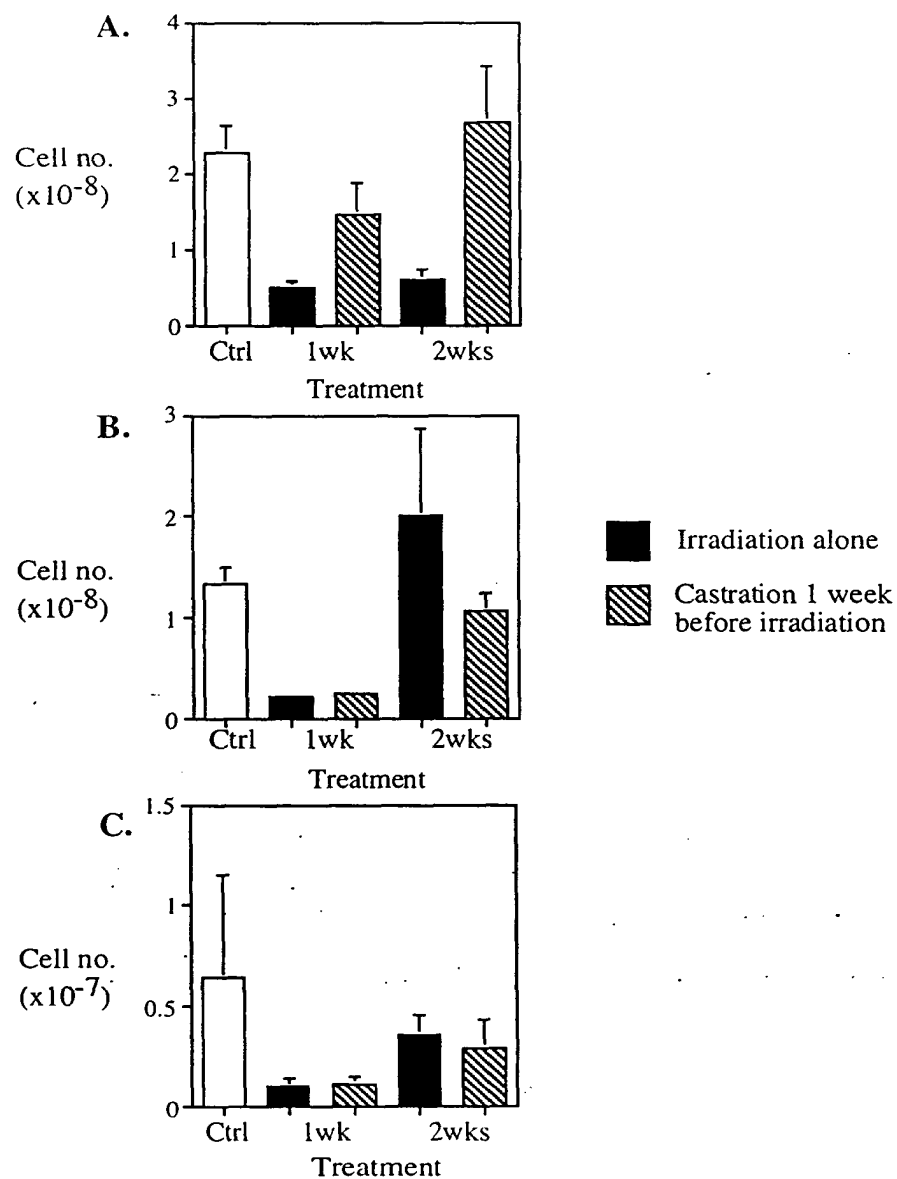 A.
4
3
2
1
0
Cell no.
(x10-8)
Ctrl 1wk 2wks
Treatment
B.
3
2
1
0
Cell no.
(x10-8)
Ctrl 1wk 2wks
Treatment
Irradiation alone
Castration 1 week
before irradiation
C.
1.5
1
0.5
0
Cell no.
(x10-7)
Ctrl 1wk 2wks
Treatment